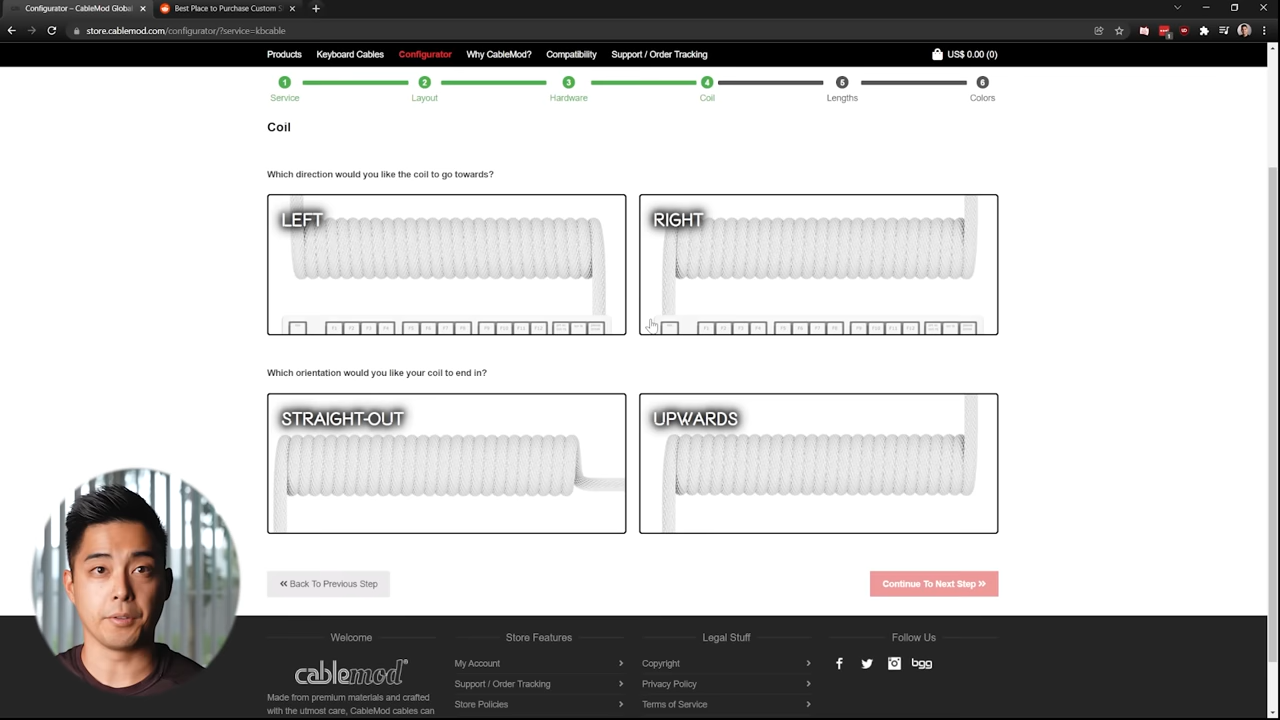 Configurator – CableMod Global
Best Place to Purchase Custom S
store.cablemod.com/configurator/?service=kbcable
Products
Keyboard Cables
Configurator
Why CableMod?
Compatibility
Support / Order Tracking
US$ 0.00 (0)
1
2
3
4
5
6
Service
Layout
Hardware
Coil
Lengths
Colors
Coil
Which direction would you like the coil to go towards?
LEFT
RIGHT
Which orientation would you like your coil to end in?
STRAIGHT-OUT
UPWARDS
Back To Previous Step
Continue To Next Step
Welcome
Store Features
Legal Stuff
Follow Us
cablemod
My Account
Copyright
bgg
Support / Order Tracking
Privacy Policy
Made from premium materials and crafted
with the utmost care, CableMod cables can
Store Policies
Terms of Service